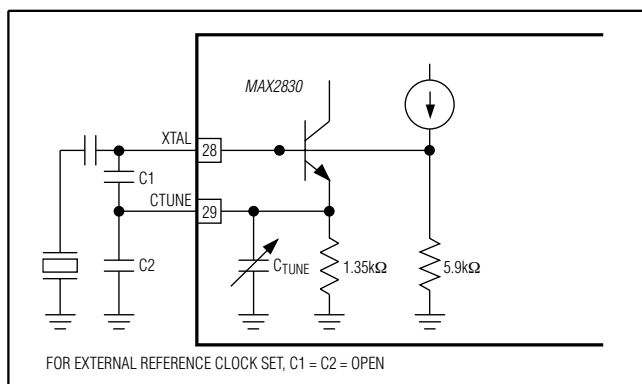 MAX2830
XTAL
28
C1
CTUNE
29
C2
CTUNE
1.35kΩ
5.9kΩ
FOR EXTERNAL REFERENCE CLOCK SET, C1 = C2 = OPEN